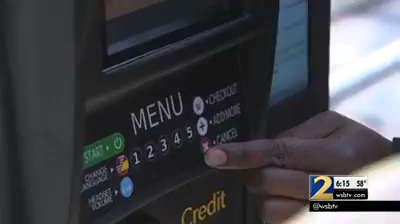 MENU
CHECKOUT
ADD MORE
CANCEL
START
1 2 3 4 5
CHANGE LANGUAGE
HEADSET VOLUME
Credit
2
6:15 58°
wsbtv.com
@wsbtv